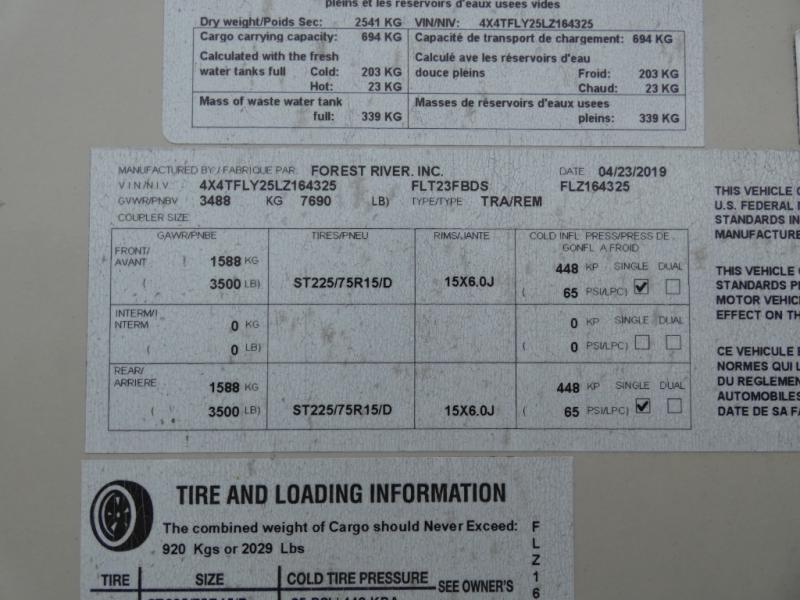 pleins et les réservoirs d'eaux usees vides
Dry weight/Poids Sec: 2541 KG VIN/NIV: 4X4TFLY25LZ164325
Cargo carrying capacity: 694 KG Capacité de transport de chargement: 694 KG
Calculated with the fresh Calculé ave les réservoirs d'eau
water tanks full Cold: 203 KG douce pleins Froid: 203 KG
Hot: 23 KG Chaud: 23 KG
Mass of waste water tank Masses de réservoirs d'eaux usees
full: 339 KG pleins: 339 KG
MANUFACTURED BY / FABRIQUE PAR: FOREST RIVER, INC. DATE 04/23/2019
V I N /N I V 4X4TFLY25LZ164325 FLT23FBDS FLZ164325
GVWR/PNBV 3488 KG 7690 LB) TYPE/TYPE TRA/REM
COUPLER SIZE
GAWR/PNBE TIRES/PNEU RIMS/JANTE COLD INFL PRESS/PRESS DE
GONFL A FROID
FRONT/
AVANT 1588 KG 448 KP SINGLE DUAL
( 3500 LB) ST225/75R15/D 15X6.0J ( 65 PSI/LPC)
INTERM/I
NTERM 0 KG 0 KP SINGLE DUAL
( 0 LB) ( 0 PSI/LPC)
REAR/
ARRIERE 1588 KG 448 KP SINGLE DUAL
( 3500 LB) ST225/75R15/D 15X6.0J ( 65 PSI/LPC)
THIS VEHICLE
U.S. FEDERAL
STANDARDS IN
MANUFACTURE
THIS VEHICLE
STANDARDS
MOTOR VEHIC
EFFECT ON TH
CE VEHICULE
NORMES QUI
DU REGLEMEN
AUTOMOBILES
DATE DE SA
TIRE AND LOADING INFORMATION
The combined weight of Cargo should Never Exceed:
920 Kgs or 2029 Lbs
TIRE SIZE COLD TIRE PRESSURE SEE OWNER'S
F
L
Z
1
6